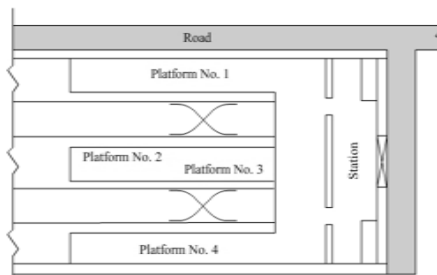 Road
Platform No. 1
Platform No. 2
Platform No. 3
Station
Platform No. 4